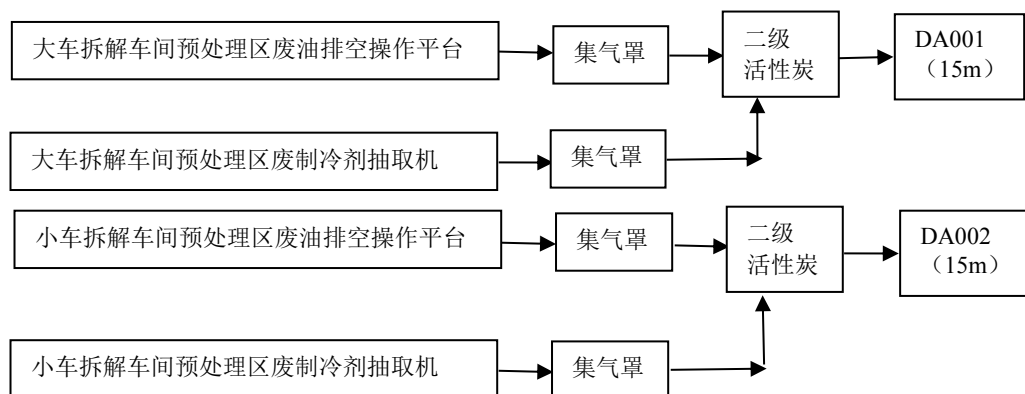 大车拆解车间预处理区废油排空操作平台
集气罩
二级
活性炭
DA001
（15m）
大车拆解车间预处理区废制冷剂抽取机
集气罩
小车拆解车间预处理区废油排空操作平台
集气罩
二级
活性炭
DA002
（15m）
小车拆解车间预处理区废制冷剂抽取机
集气罩